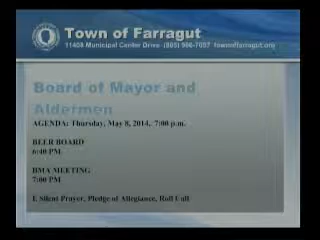 Town of Farragut
11408 Municipal Center Drive (865) 966-7057 townoffarragut.org
Board of Mayor and
Aldermen
AGENDA: Thursday, May 8, 2014, 7:00 p.m.
BEER BOARD
6:40 PM
BMA MEETING
7:00 PM
I. Silent Prayer, Pledge of Allegiance, Roll Call